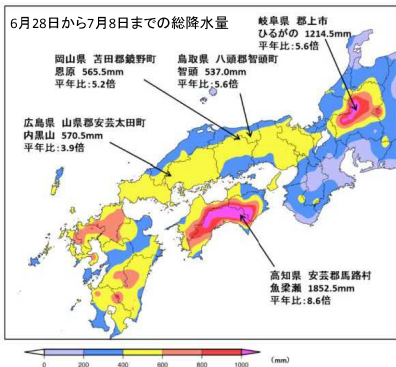 6月28日から7月8日までの総降水量
岐阜県 郡上市
ひるがの 1214.5mm
平年比:5.6倍
岡山県 苫田郡鏡野町
恩原 565.5mm
平年比:5.2倍
鳥取県 八頭郡智頭町
智頭 537.0mm
平年比:5.6倍
広島県 山県郡安芸太田町
内黒山 570.5mm
平年比:3.9倍
高知県 安芸郡馬路村
魚梁瀬 1852.5mm
平年比:8.6倍
0 200 400 600 800 1000 (mm)